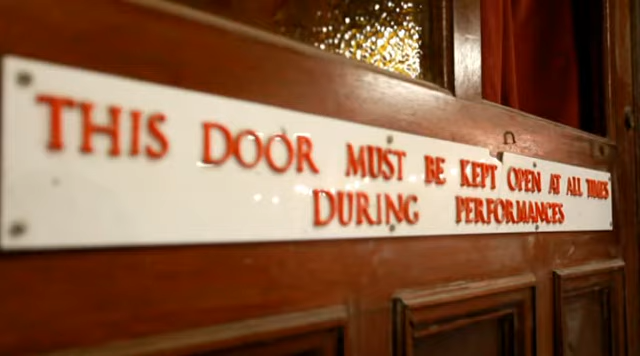 THIS DOOR MUST BE KEPT OPEN AT ALL TIMES
DURING PERFORMANCES